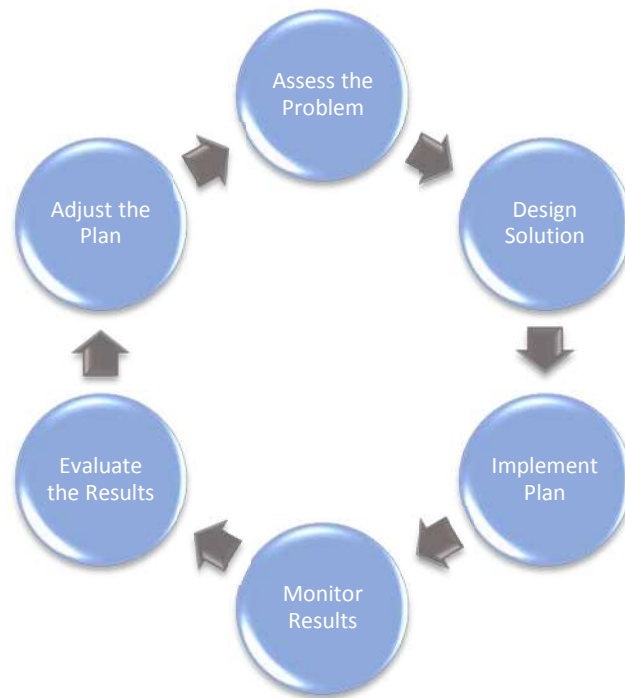 Assess the
Problem
Design
Solution
Implement
Plan
Monitor
Results
Evaluate
the Results
Adjust the
Plan